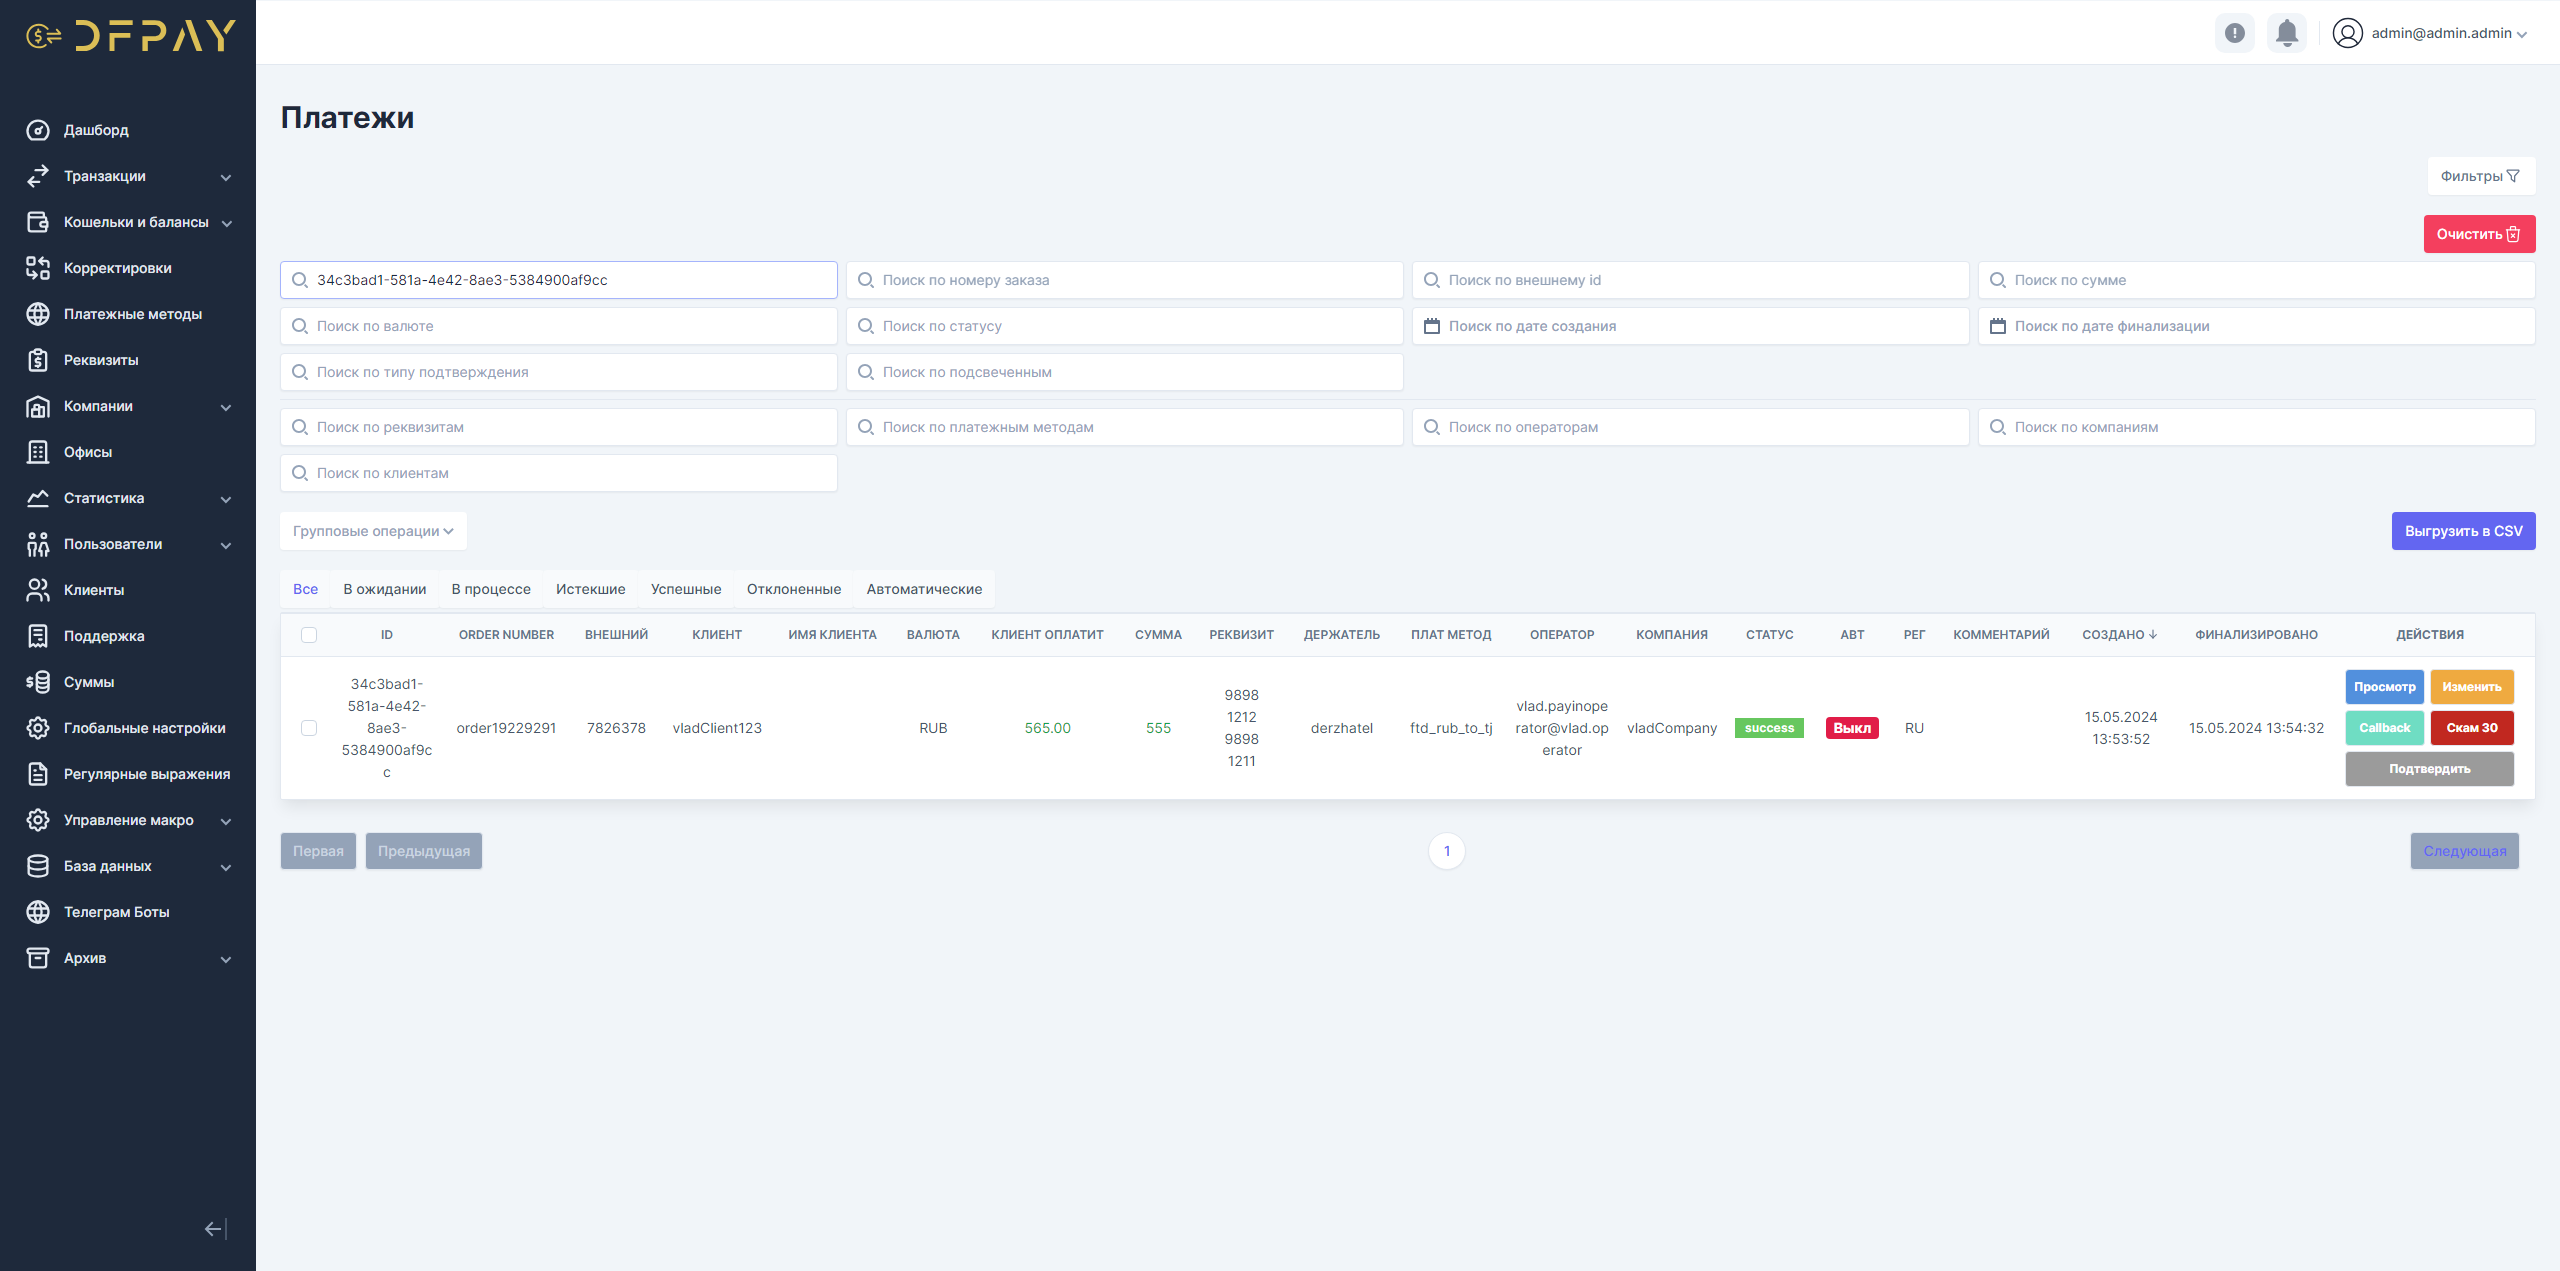 DFPAY
admin@admin.admin
Дашборд
Транзакции
Кошельки и балансы
Корректировки
Платежные методы
Реквизиты
Компании
Офисы
Статистика
Пользователи
Клиенты
Поддержка
Суммы
Глобальные настройки
Регулярные выражения
Управление макро
База данных
Телеграм Боты
Архив
Платежи
Фильтры
Очистить
34c3bad1-581a-4e42-8ae3-5384900af9cc
Поиск по номеру заказа
Поиск по внешнему id
Поиск по сумме
Поиск по валюте
Поиск по статусу
Поиск по дате создания
Поиск по дате финализации
Поиск по типу подтверждения
Поиск по подсвеченным
Поиск по реквизитам
Поиск по платежным методам
Поиск по операторам
Поиск по компаниям
Поиск по клиентам
Групповые операции
Выгрузить в CSV
Все В ожидании В процессе Истекшие Успешные Отклоненные Автоматические
ID ORDER NUMBER ВНЕШНИЙ КЛИЕНТ ИМЯ КЛИЕНТА ВАЛЮТА КЛИЕНТ ОПЛАТИТ СУММА РЕКВИЗИТ ДЕРЖАТЕЛЬ ПЛАТ МЕТОД ОПЕРАТОР КОМПАНИЯ СТАТУС АВТ РЕГ КОММЕНТАРИЙ СОЗДАНО ФИНАЛИЗИРОВАНО ДЕЙСТВИЯ
34c3bad1-
581a-4e42-
8ae3-
5384900af9c
c
order19229291
7826378
vladClient123
RUB
565.00
555
9898
1212
9898
1211
derzhatel
ftd_rub_to_tj
vlad.payinope
rator@vlad.op
erator
vladCompany
success
Выкл
RU
15.05.2024
13:53:52
15.05.2024 13:54:32
Просмотр
Изменить
Callback
Скам 30
Подтвердить
Первая
Предыдущая
1
Следующая